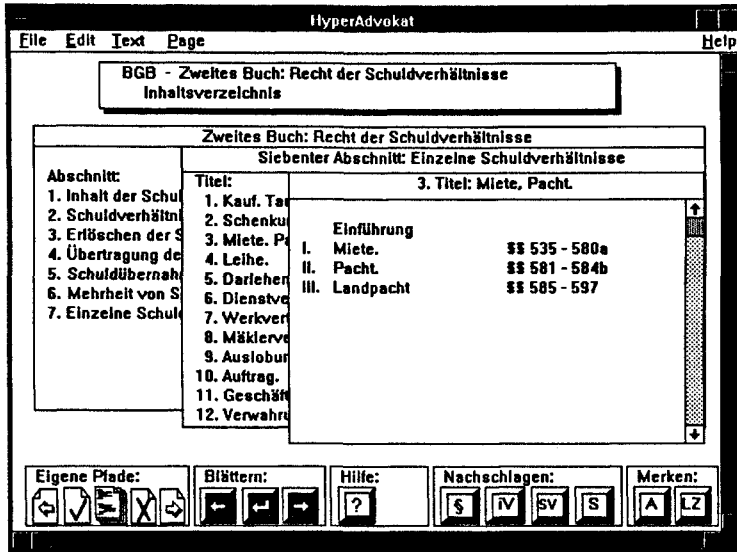 HyperAdvokat
File Edit Text Page Help
BGB - Zweites Buch: Recht der Schuldverhältnisse
Inhaltsverzeichnis
Zweites Buch: Recht der Schuldverhältnisse
Siebenter Abschnitt: Einzelne Schuldverhältnisse
3. Titel: Miete, Pacht.
Abschnitt:
1. Inhalt der Schul
2. Schuldverhältni
3. Erlöschen der S
4. Übertragung de
5. Schuldübernah
6. Mehrheit von S
7. Einzelne Schul
Titel:
1. Kauf. Ta
2. Schenku
3. Miete. P
4. Leihe.
5. Darlehen
6. Dienstve
7. Werkvert
8. Mäklerve
9. Auslobun
10. Auftrag.
11. Geschäft
12. Verwahru
Einführung
I. Miete. $$ 535 - 580a
II. Pacht. $$ 581 - 584b
III. Landpacht $$ 585 - 597
Eigene Pfade: Blättern: Hilfe: Nachschlagen: Merken:
? § iV SV S A LZ